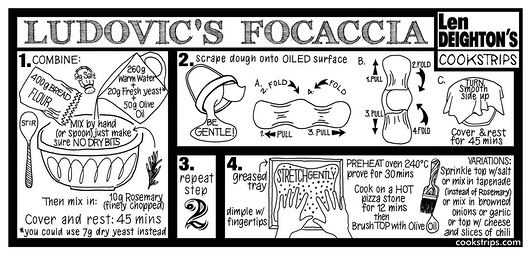 LUDOVIC'S FOCACCIA
Len
DEIGHTON'S
COOKSTRIPS
1. COMBINE:
400g BREAD
FLOUR
9g Salt
260g
Warm Water
+
20g Fresh yeast*
+
50g Olive
Oil
STIR
Mix by hand
(or spoon) just make
sure NO DRY BITS
Then mix in: 10g Rosemary
(finely chopped)
Cover and rest: 45 mins
*you could use 7g dry yeast instead
2. Scrape dough onto OILED surface
BE
GENTLE!
A.
2. FOLD
4. FOLD
1. PULL
3. PULL
B.
1. PULL
2. FOLD
3. PULL
4. FOLD
C.
TURN
Smooth
side up
Cover & rest
for 45 mins
3.
repeat
step
2
4.
greased
tray
STRETCH GENTLY
dimple w/
fingertips
PREHEAT oven 240°C
prove for 30mins
Cook on a HOT
pizza stone
for 12 mins
then
Brush TOP with Olive Oil
VARIATIONS:
Sprinkle top w/salt
or mix in tapenade
(instead of Rosemary)
or mix in browned
onions or garlic
or top w/ cheese
and slices of chili
cookstrips.com